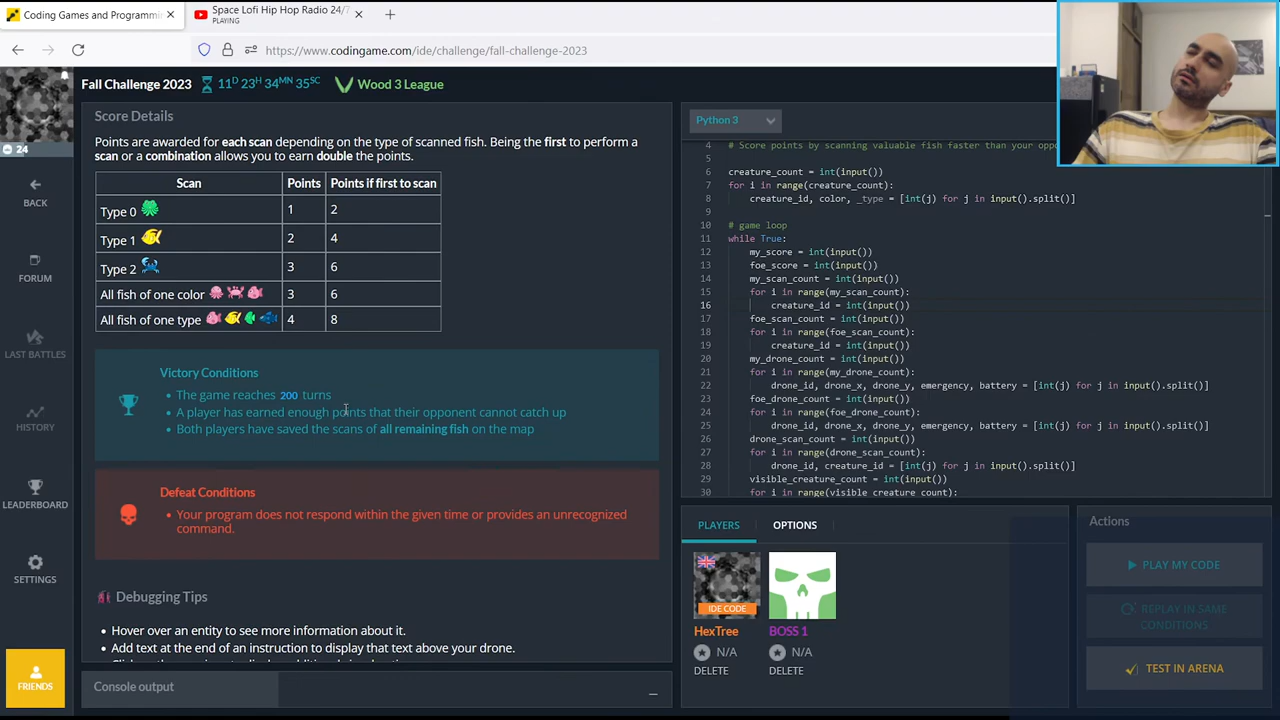 Coding Games and Programmin
Space Lofi Hip Hop Radio 24/7
PLAYING
https://www.codingame.com/ide/challenge/fall-challenge-2023
Fall Challenge 2023
11D 23H 34MN 35SC
Wood 3 League
24
BACK
FORUM
LAST BATTLES
HISTORY
LEADERBOARD
SETTINGS
FRIENDS
Score Details
Points are awarded for each scan depending on the type of scanned fish. Being the first to perform a
scan or a combination allows you to earn double the points.
Scan Points Points if first to scan
Type 0 1 2
Type 1 2 4
Type 2 3 6
All fish of one color 3 6
All fish of one type 4 8
Victory Conditions
• The game reaches 200 turns
• A player has earned enough points that their opponent cannot catch up
• Both players have saved the scans of all remaining fish on the map
Defeat Conditions
• Your program does not respond within the given time or provides an unrecognized
command.
Debugging Tips
• Hover over an entity to see more information about it.
• Add text at the end of an instruction to display that text above your drone.
Console output
Python 3
4 # Score points by scanning valuable fish faster than your oppo
5
6 creature_count = int(input())
7 for i in range(creature_count):
8 creature_id, color, _type = [int(j) for j in input().split()]
9
10 # game loop
11 while True:
12 my_score = int(input())
13 foe_score = int(input())
14 my_scan_count = int(input())
15 for i in range(my_scan_count):
16 creature_id = int(input())
17 foe_scan_count = int(input())
18 for i in range(foe_scan_count):
19 creature_id = int(input())
20 my_drone_count = int(input())
21 for i in range(my_drone_count):
22 drone_id, drone_x, drone_y, emergency, battery = [int(j) for j in input().split()]
23 foe_drone_count = int(input())
24 for i in range(foe_drone_count):
25 drone_id, drone_x, drone_y, emergency, battery = [int(j) for j in input().split()]
26 drone_scan_count = int(input())
27 for i in range(drone_scan_count):
28 drone_id, creature_id = [int(j) for j in input().split()]
29 visible_creature_count = int(input())
30 for i in range(visible_creature_count):
PLAYERS
OPTIONS
IDE CODE
HexTree
N/A
DELETE
BOSS 1
N/A
DELETE
Actions
PLAY MY CODE
REPLAY IN SAME
CONDITIONS
TEST IN ARENA